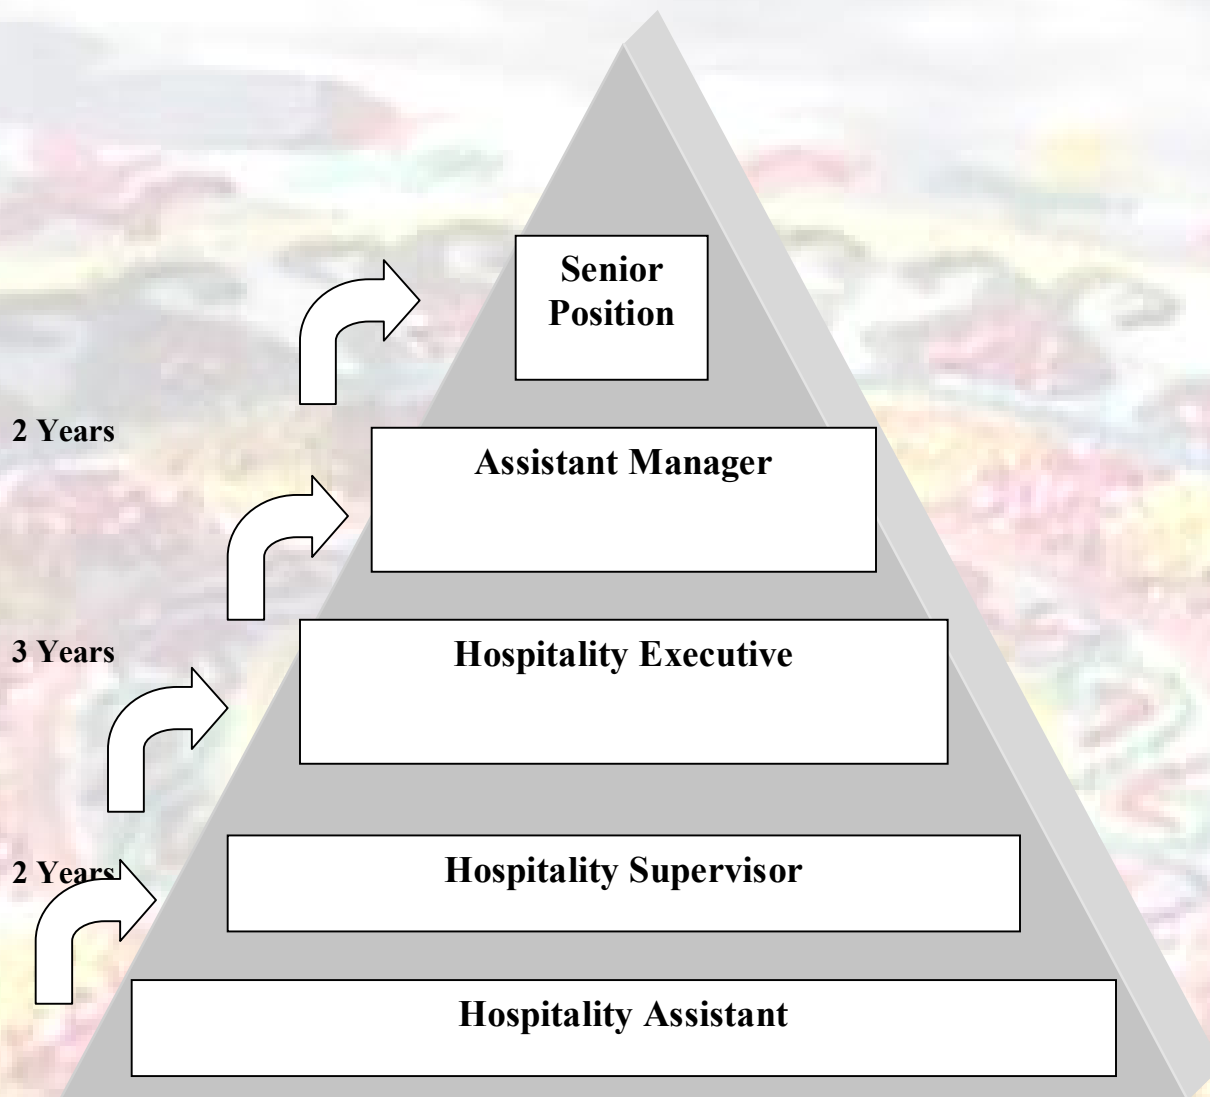 Senior
Position
2 Years
Assistant Manager
3 Years
Hospitality Executive
2 Years
Hospitality Supervisor
Hospitality Assistant